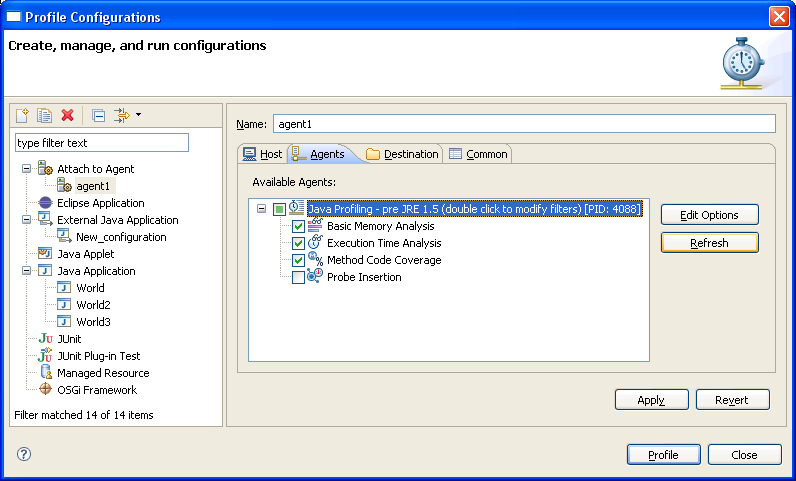 Profile Configurations
Create, manage, and run configurations
type filter text
Attach to Agent
agent1
Eclipse Application
External Java Application
New_configuration
Java Applet
Java Application
World
World2
World3
JUnit
JUnit Plug-in Test
Managed Resource
OSGi Framework
Filter matched 14 of 14 items
Name: agent1
Host Agents Destination Common
Available Agents:
Java Profiling - pre JRE 1.5 (double click to modify filters) [PID: 4088]
Basic Memory Analysis
Execution Time Analysis
Method Code Coverage
Probe Insertion
Edit Options
Refresh
Apply Revert
Profile Close